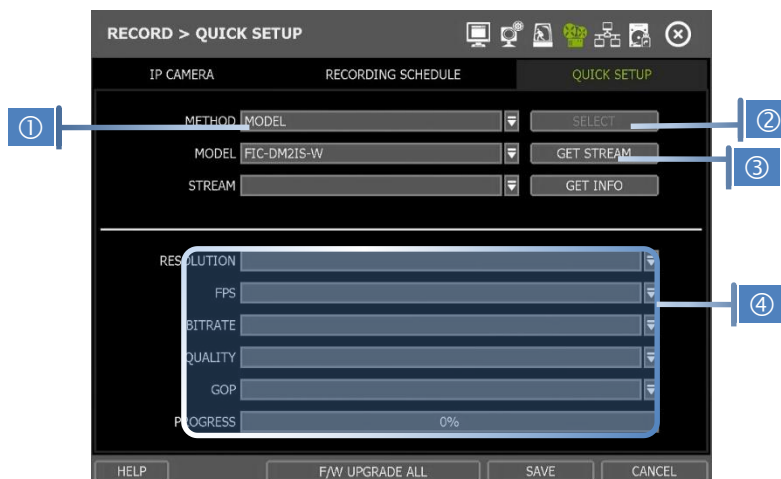 RECORD > QUICK SETUP
IP CAMERA RECORDING SCHEDULE QUICK SETUP
① METHOD MODEL SELECT ②
MODEL FIC-DM2IS-W GET STREAM ③
STREAM GET INFO
RESOLUTION
FPS
④
BITRATE
QUALITY
GOP
PROGRESS 0%
HELP F/W UPGRADE ALL SAVE CANCEL